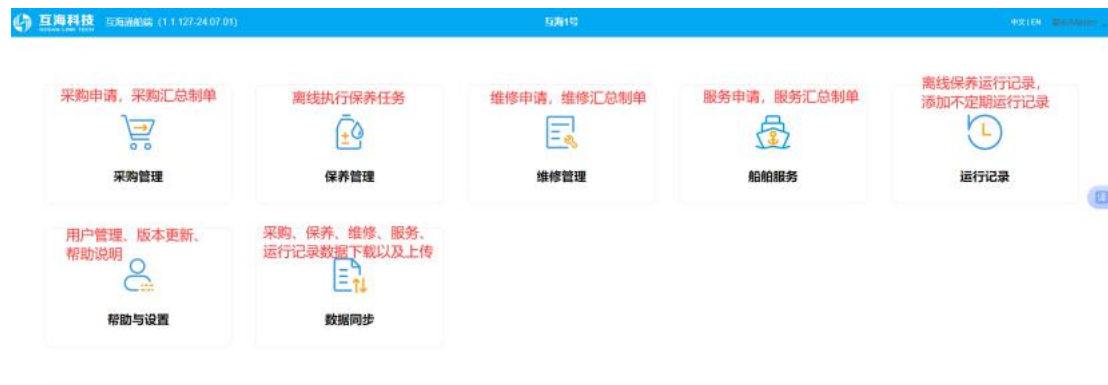 互海科技 互海通船端 (1.1.127-24.07.01)
互海1号
中文 | EN
采购申请，采购汇总制单
采购管理
离线执行保养任务
保养管理
维修申请，维修汇总制单
维修管理
服务申请，服务汇总制单
船舶服务
离线保养运行记录，
添加不定期运行记录
运行记录
用户管理、版本更新、
帮助说明
帮助与设置
采购、保养、维修、服务、
运行记录数据下载以及上传
数据同步